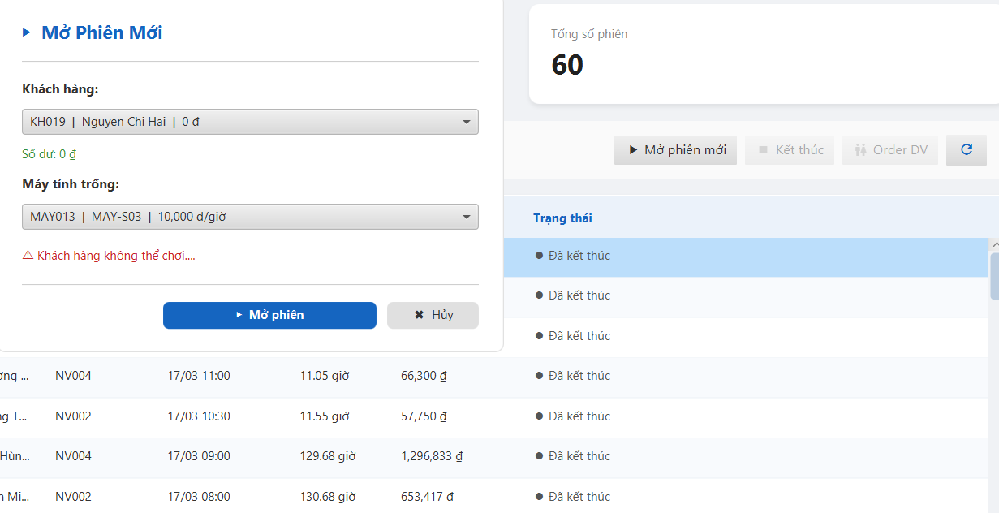 Mở Phiên Mới
Khách hàng:
KH019 | Nguyen Chi Hai | 0 ₫
Số dư: 0 ₫
Máy tính trống:
MAY013 | MAY-S03 | 10,000 ₫/giờ
⚠ Khách hàng không thể chơi....
Mở phiên
✖ Hủy
Tổng số phiên
60
Mở phiên mới
Kết thúc
Order DV
Trạng thái
● Đã kết thúc
● Đã kết thúc
● Đã kết thúc
... NV004 17/03 11:00 11.05 giờ 66,300 ₫ ● Đã kết thúc
T... NV002 17/03 10:30 11.55 giờ 57,750 ₫ ● Đã kết thúc
Hùn... NV004 17/03 09:00 129.68 giờ 1,296,833 ₫ ● Đã kết thúc
Mi... NV002 17/03 08:00 130.68 giờ 653,417 ₫ ● Đã kết thúc